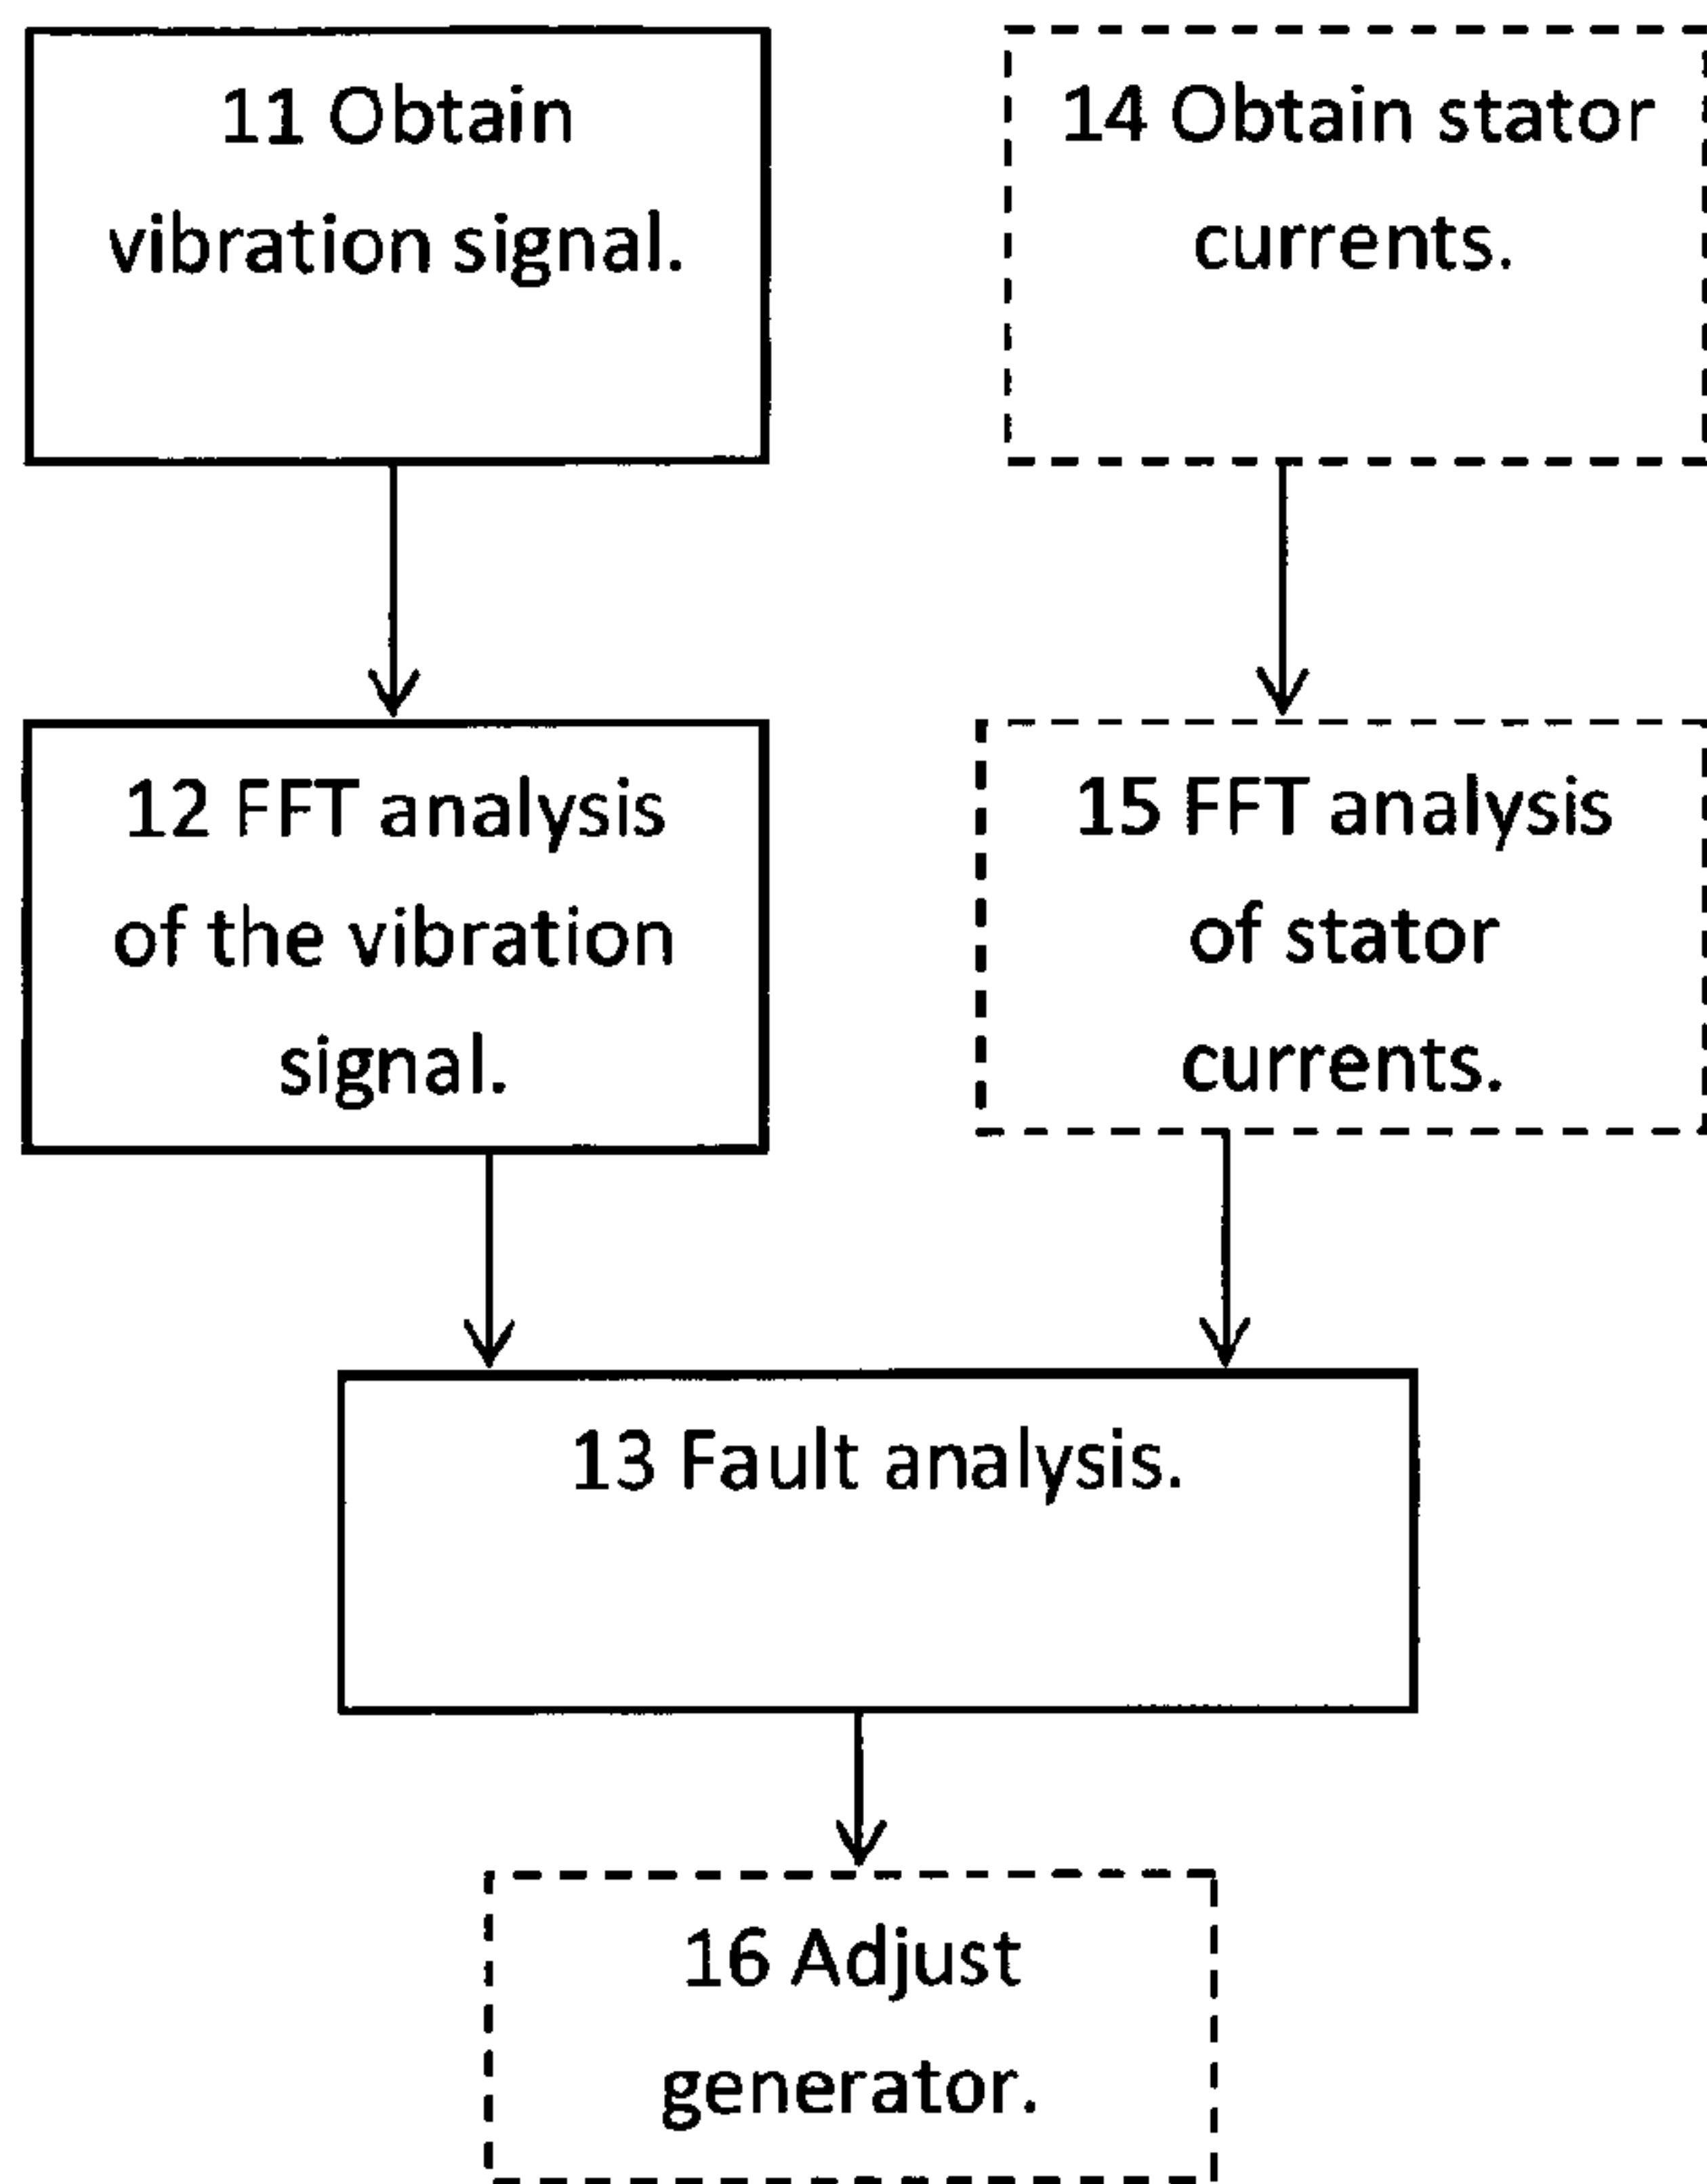 11 Obtain
vibration signal.
14 Obtain stator
currents.
12 FFT analysis
of the vibration
signal.
15 FFT analysis
of stator
currents.
13 Fault analysis.
16 Adjust
generator.